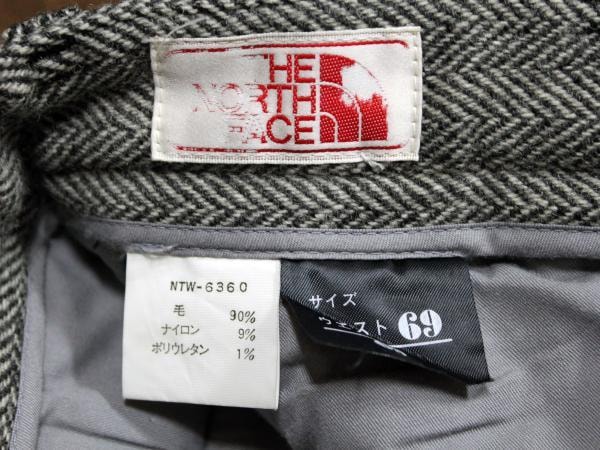 THE
NORTH
FACE
NTW-6360
毛 90%
ナイロン 9%
ポリウレタン 1%
サイズ
ウェスト 69